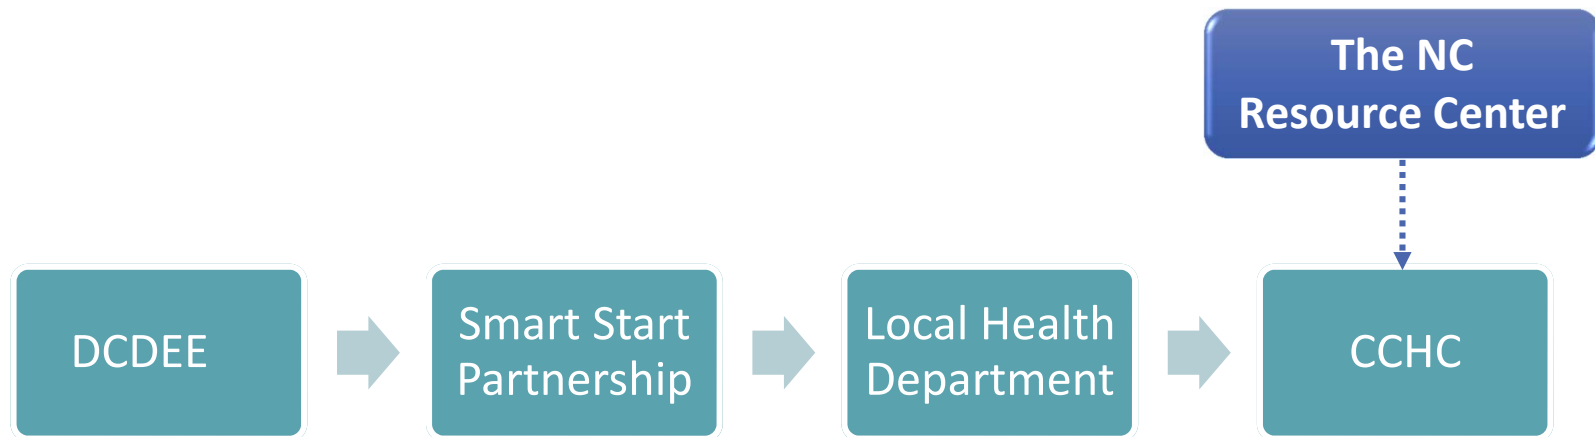 The NC
Resource Center
DCDEE
Smart Start
Partnership
Local Health
Department
CCHC